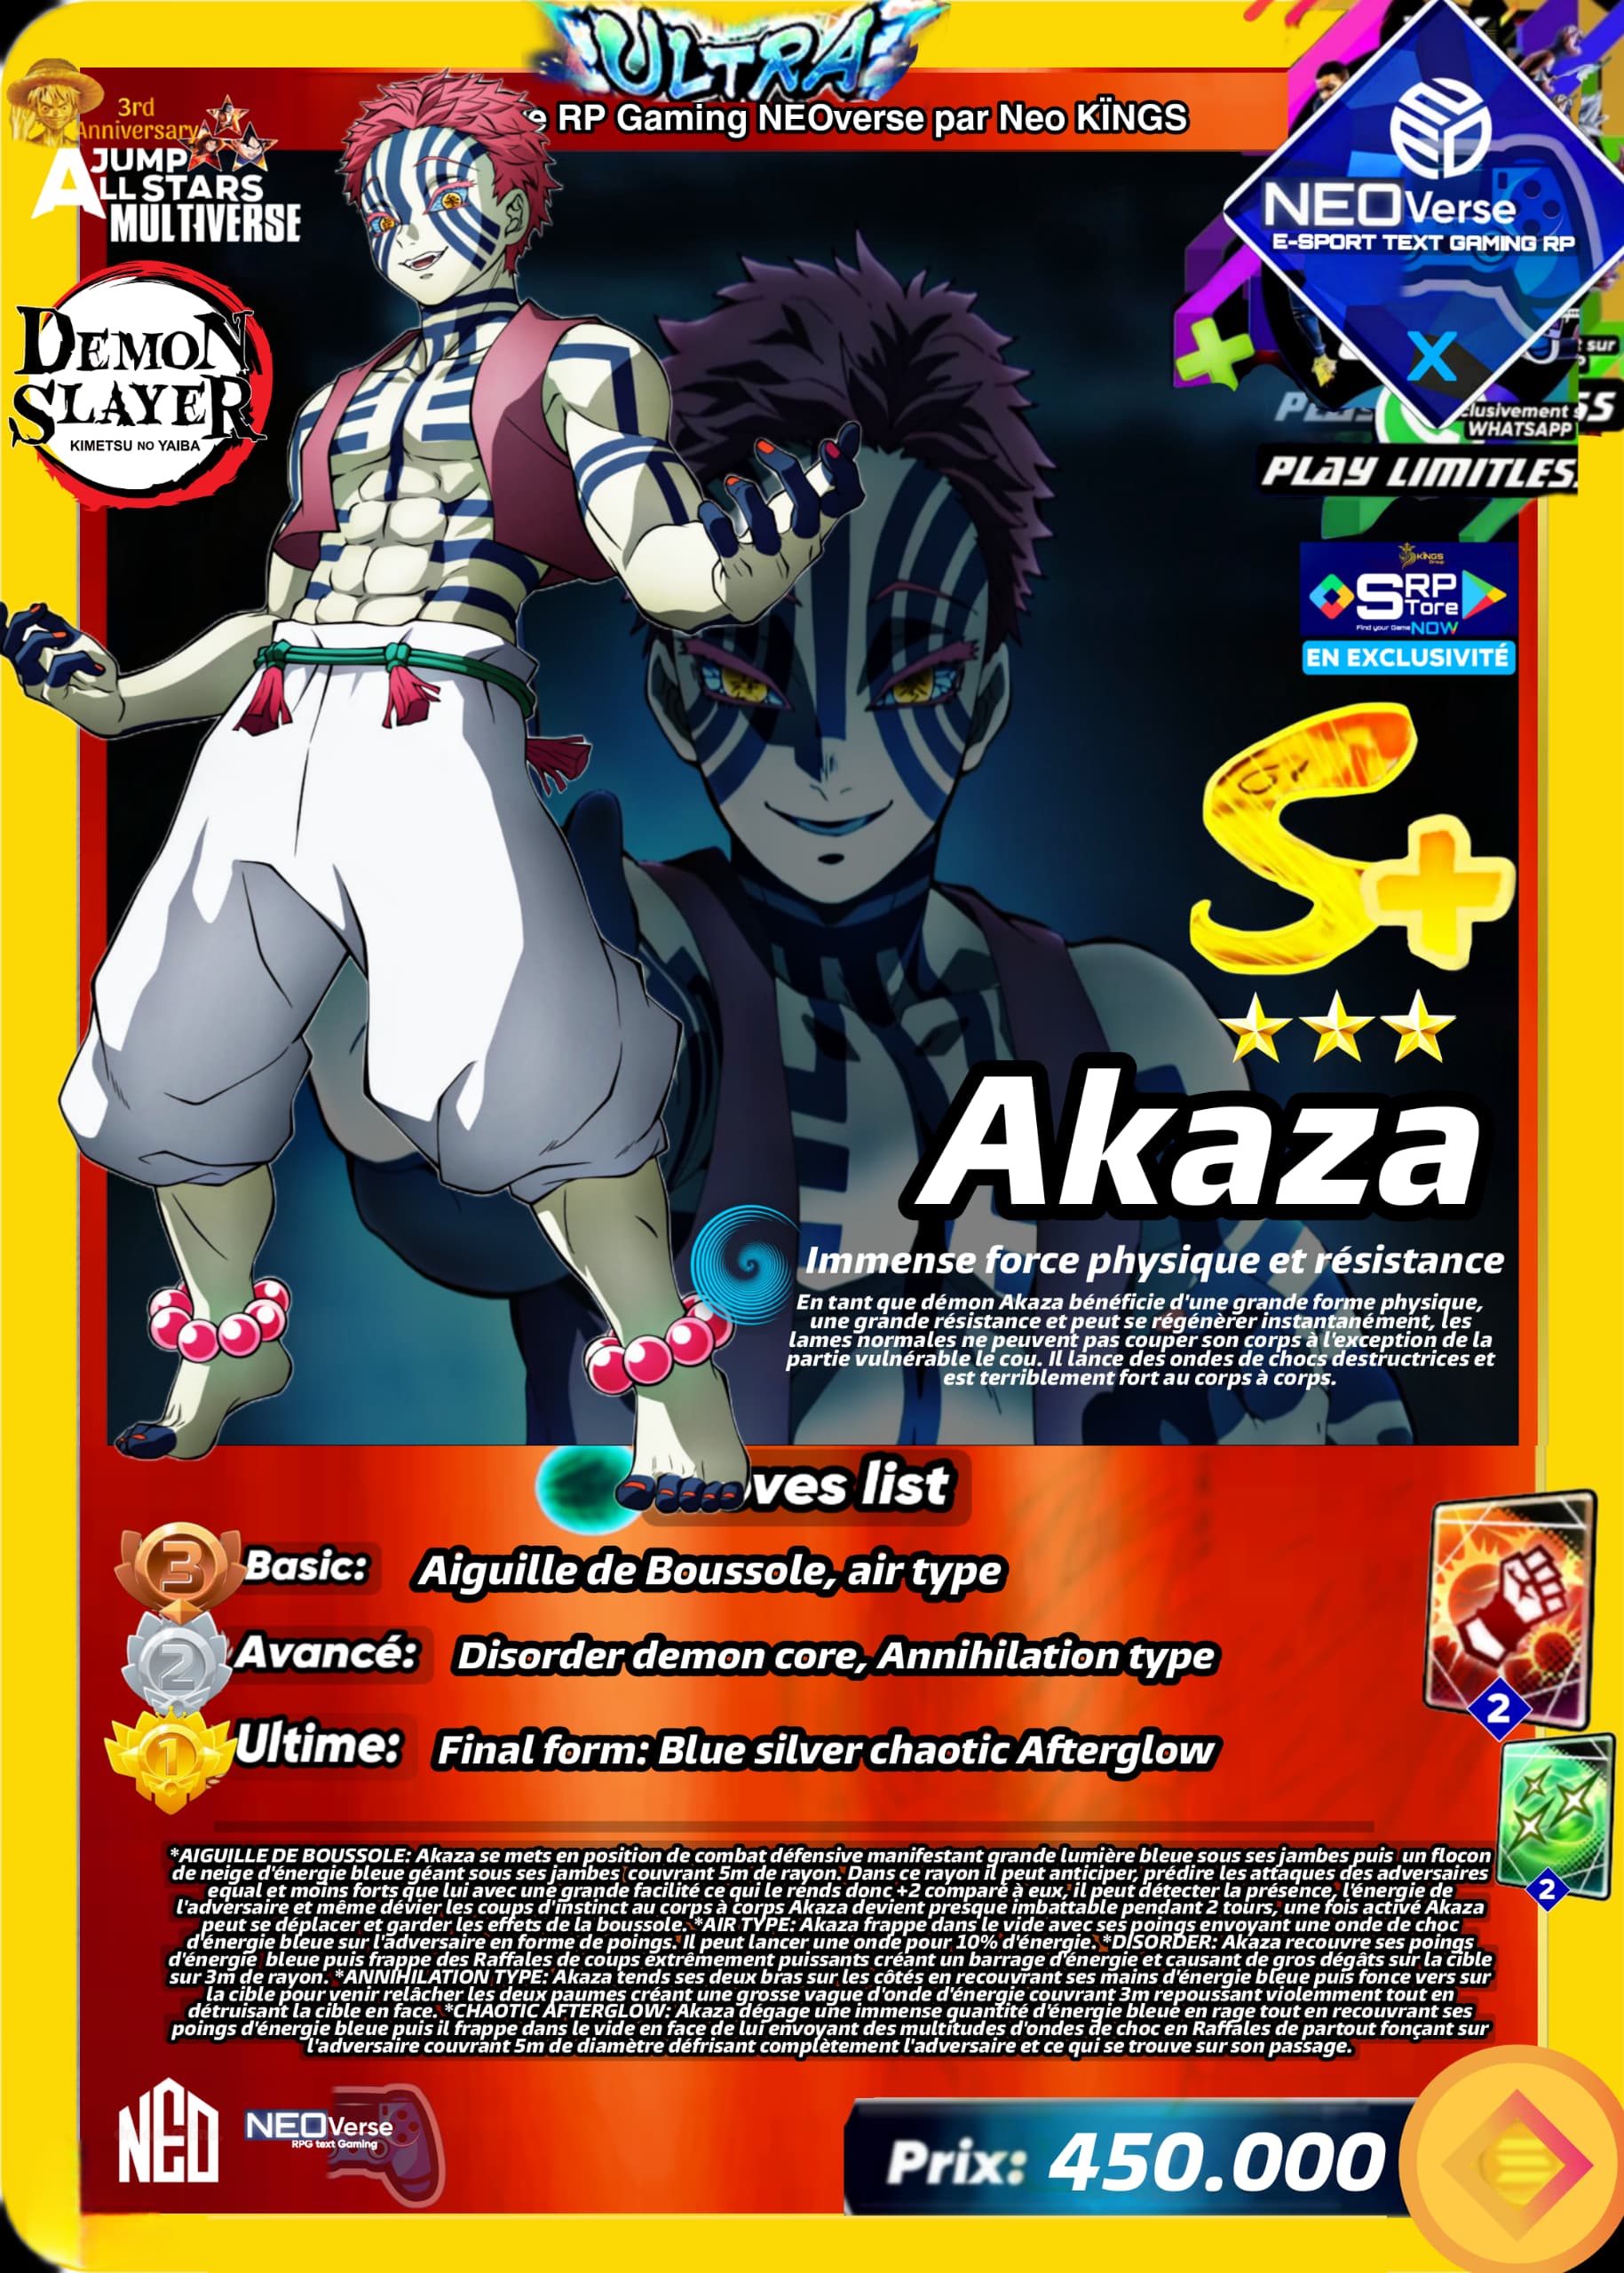 ULTRA
e RP Gaming NEOverse par Neo KÏNGS
3rd
Anniversary
JUMP
ALL STARS
MULTIVERSE
DEMON
SLAYER
KIMETSU NO YAIBA
NEO
NEOVerse
E-SPORT TEXT GAMING RP
X
sur
clusivement
WHATSAPP
PLAY LIMITLES
KINGS
SRP
Tore
Find your Game NOW
EN EXCLUSIVITÉ
S+
Akaza
Immense force physique et résistance
En tant que démon Akaza bénéficie d'une grande forme physique,
une grande résistance et peut se régénèrer instantanément, les
lames normales ne peuvent pas couper son corps à l'exception de la
partie vulnérable le cou. Il lance des ondes de chocs destructrices et
est terriblement fort au corps à corps.
ves list
3 Basic: Aiguille de Boussole, air type
2 Avancé: Disorder demon core, Annihilation type
1 Ultime: Final form: Blue silver chaotic Afterglow
2
2
*AIGUILLE DE BOUSSOLE: Akaza se mets en position de combat défensive manifestant grande lumière bleue sous ses jambes puis un flocon
de neige d'énergie bleue géant sous ses jambes couvrant 5m de rayon. Dans ce rayon il peut anticiper, prédire les attaques des adversaires
equal et moins forts que lui avec une grande facilité ce qui le rends donc +2 comparé à eux, il peut détecter la présence, l'énergie de
l'adversaire et même dévier les coups d'instinct au corps à corps Akaza devient presque imbattable pendant 2 tours, une fois activé Akaza
peut se déplacer et garder les effets de la boussole. *AIR TYPE: Akaza frappe dans le vide avec ses poings envoyant une onde de choc
d'énergie bleue sur l'adversaire en forme de poings. Il peut lancer une onde pour 10% d'énergie. *DISORDER: Akaza recouvre ses poings
d'énergie bleue puis frappe des Raffales de coups extrêmement puissants créant un barrage d'énergie et causant de gros dégâts sur la cible
sur 3m de rayon. *ANNIHILATION TYPE: Akaza tends ses deux bras sur les côtés en recouvrant ses mains d'énergie bleue puis fonce vers sur
la cible pour venir relâcher les deux paumes créant une grosse vague d'onde d'énergie couvrant 3m repoussant violemment tout en
détruisant la cible en face. *CHAOTIC AFTERGLOW: Akaza dégage une immense quantité d'énergie bleue en rage tout en recouvrant ses
poings d'énergie bleue puis il frappe dans le vide en face de lui envoyant des multitudes d'ondes de choc en Raffales de partout fonçant sur
l'adversaire couvrant 5m de diamètre défrisant complètement l'adversaire et ce qui se trouve sur son passage.
NEO
NEOVerse
RPG text Gaming
Prix: 450.000